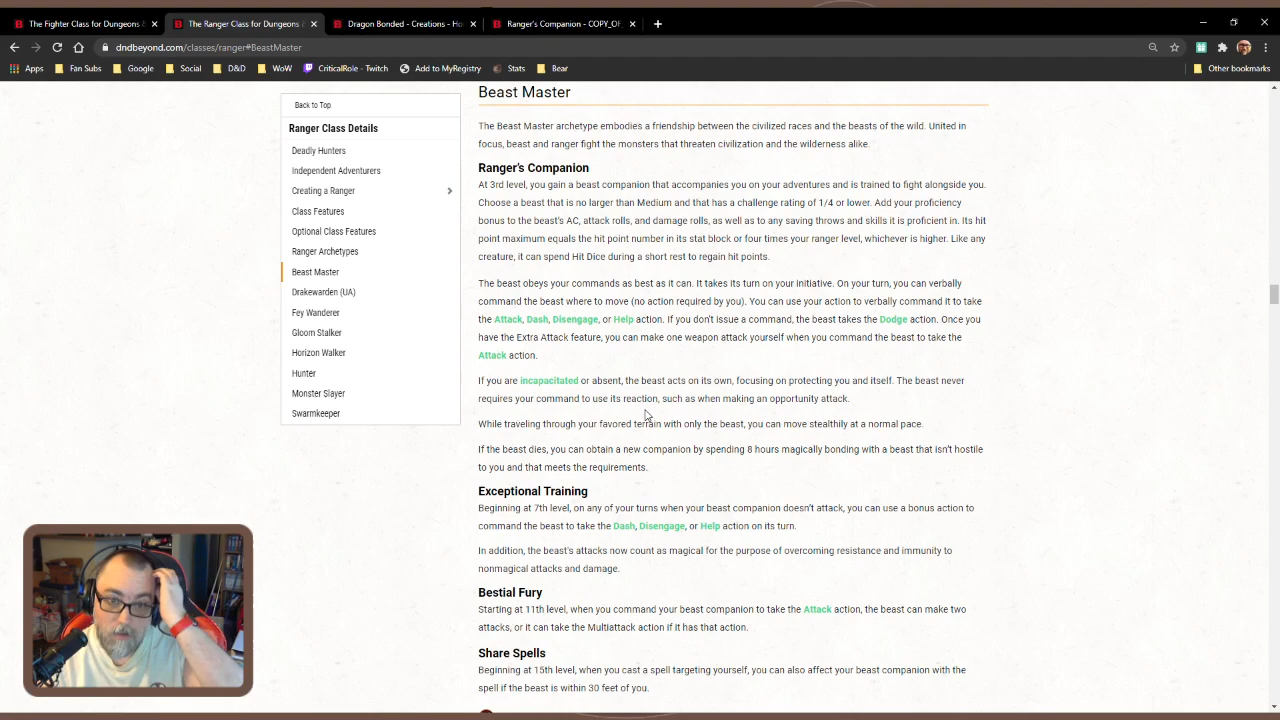 The Fighter Class for Dungeons &
The Ranger Class for Dungeons &
Dragon Bonded - Creations - Ho
Ranger's Companion - COPY_OF
dndbeyond.com/classes/ranger#BeastMaster
Apps
Fan Subs
Google
Social
D&D
WoW
CriticalRole - Twitch
Add to MyRegistry
Stats
Bear
Other bookmarks
Back to Top
Ranger Class Details
Deadly Hunters
Independent Adventurers
Creating a Ranger
Class Features
Optional Class Features
Ranger Archetypes
Beast Master
Drakewarden (UA)
Fey Wanderer
Gloom Stalker
Horizon Walker
Hunter
Monster Slayer
Swarmkeeper
Beast Master
The Beast Master archetype embodies a friendship between the civilized races and the beasts of the wild. United in
focus, beast and ranger fight the monsters that threaten civilization and the wilderness alike.
Ranger's Companion
At 3rd level, you gain a beast companion that accompanies you on your adventures and is trained to fight alongside you.
Choose a beast that is no larger than Medium and that has a challenge rating of 1/4 or lower. Add your proficiency
bonus to the beast's AC, attack rolls, and damage rolls, as well as to any saving throws and skills it is proficient in. Its hit
point maximum equals the hit point number in its stat block or four times your ranger level, whichever is higher. Like any
creature, it can spend Hit Dice during a short rest to regain hit points.
The beast obeys your commands as best as it can. It takes its turn on your initiative. On your turn, you can verbally
command the beast where to move (no action required by you). You can use your action to verbally command it to take
the Attack, Dash, Disengage, or Help action. If you don't issue a command, the beast takes the Dodge action. Once you
have the Extra Attack feature, you can make one weapon attack yourself when you command the beast to take the
Attack action.
If you are incapacitated or absent, the beast acts on its own, focusing on protecting you and itself. The beast never
requires your command to use its reaction, such as when making an opportunity attack.
While traveling through your favored terrain with only the beast, you can move stealthily at a normal pace.
If the beast dies, you can obtain a new companion by spending 8 hours magically bonding with a beast that isn't hostile
to you and that meets the requirements.
Exceptional Training
Beginning at 7th level, on any of your turns when your beast companion doesn't attack, you can use a bonus action to
command the beast to take the Dash, Disengage, or Help action on its turn.
In addition, the beast's attacks now count as magical for the purpose of overcoming resistance and immunity to
nonmagical attacks and damage.
Bestial Fury
Starting at 11th level, when you command your beast companion to take the Attack action, the beast can make two
attacks, or it can take the Multiattack action if it has that action.
Share Spells
Beginning at 15th level, when you cast a spell targeting yourself, you can also affect your beast companion with the
spell if the beast is within 30 feet of you.